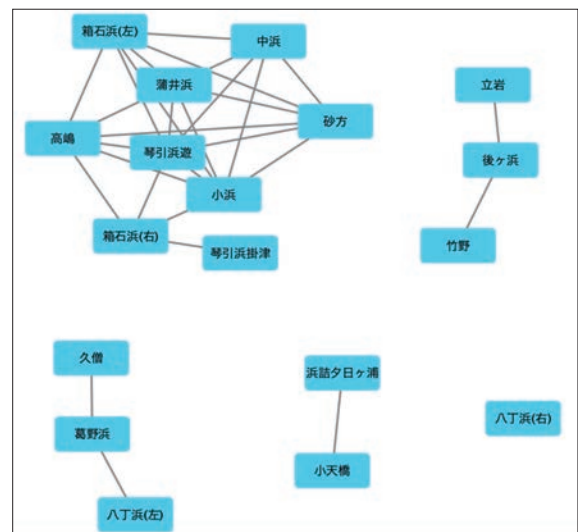 箱石浜(左)
中浜
蒲井浜
立岩
砂方
高嶋
琴引浜遊
後ヶ浜
小浜
箱石浜(右)
琴引浜掛津
竹野
久僧
浜詰夕日ヶ浦
八丁浜(右)
葛野浜
小天橋
八丁浜(左)